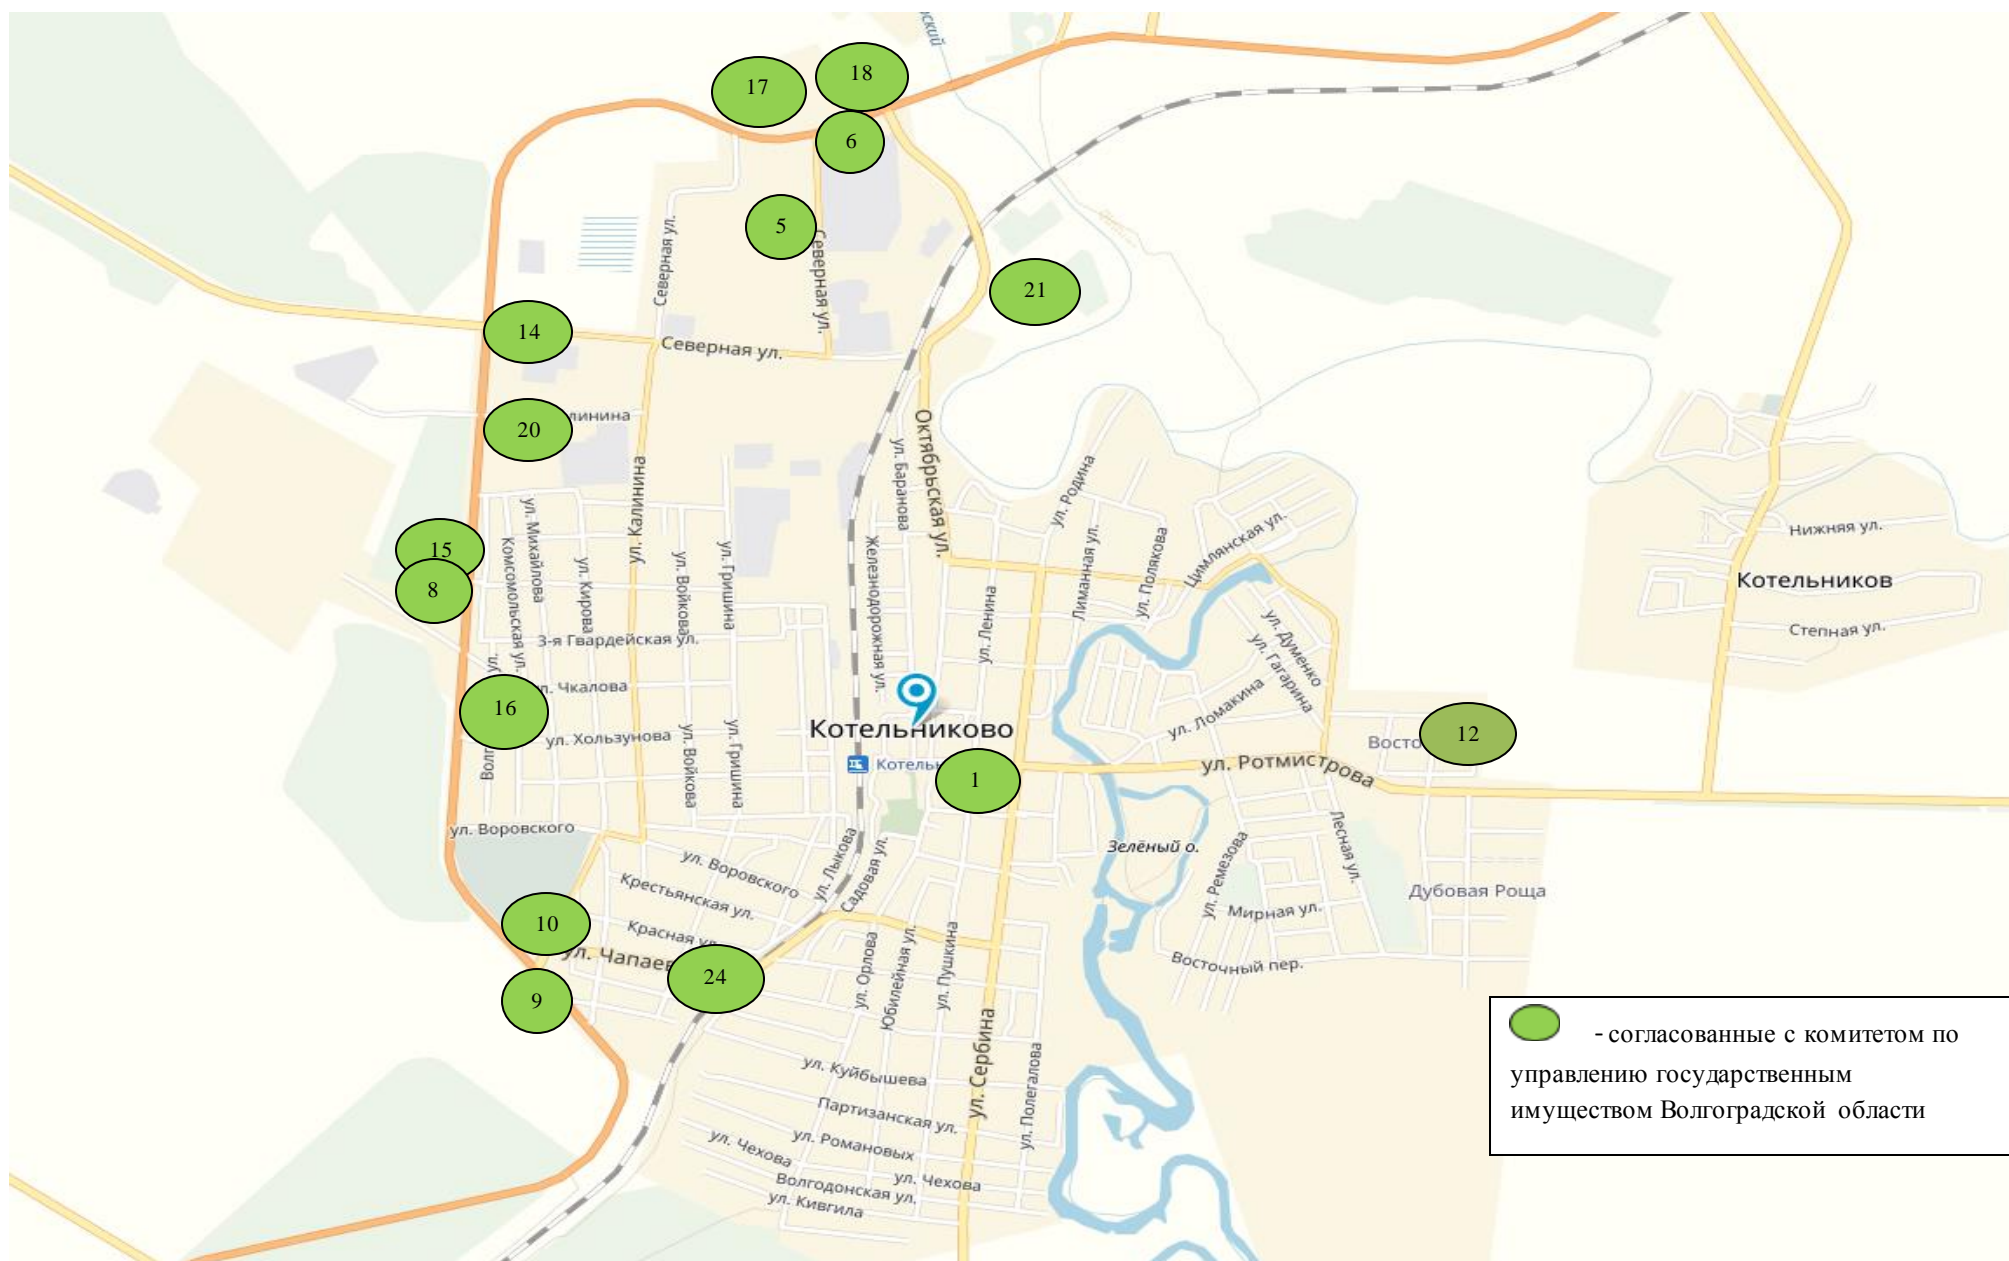 ский
18
17
6
5
Северная ул.
Северная ул.
21
14
Северная ул.
20
линина
Октябрьская ул.
ул. Баранова
ул. Калинина
ул. Родина
ул. Михайлова
Комсомольская ул.
ул. Кирова
ул. Войкова
ул. Гришина
Железнодорожная ул.
Лиманная ул.
ул. Полякова
Цимлянская ул.
Нижняя ул.
15
8
Котельников
ул. Ленина
3-я Гвардейская ул.
ул.
ул. Думенко
ул. Гагарина
Степная ул.
ул. Чкалова
16
ул. Ломакина
Котельниково
12
Восто
ул. Хользунова
Волг
ул. Войкова
ул. Гришина
Котель
1
ул. Ротмистрова
ул. Воровского
ул. Воровского
ул. Лыкова
Садовая ул.
Зелёный о.
Лесная ул.
ул. Ремезова
Крестьянская ул.
Дубовая Роща
10
Красная ул.
Мирная ул.
ул. Чапаев
24
ул. Орлова
Юбилейная ул.
ул. Пушкина
Восточный пер.
9
ул. Сербина
ул. Полегалова
ул. Куйбышева
Партизанская ул.
ул. Романовых
ул. Чехова
ул. Чехова
Волгодонская ул.
ул. Кивгила
- согласованные с комитетом по
управлению государственным
имуществом Волгоградской области